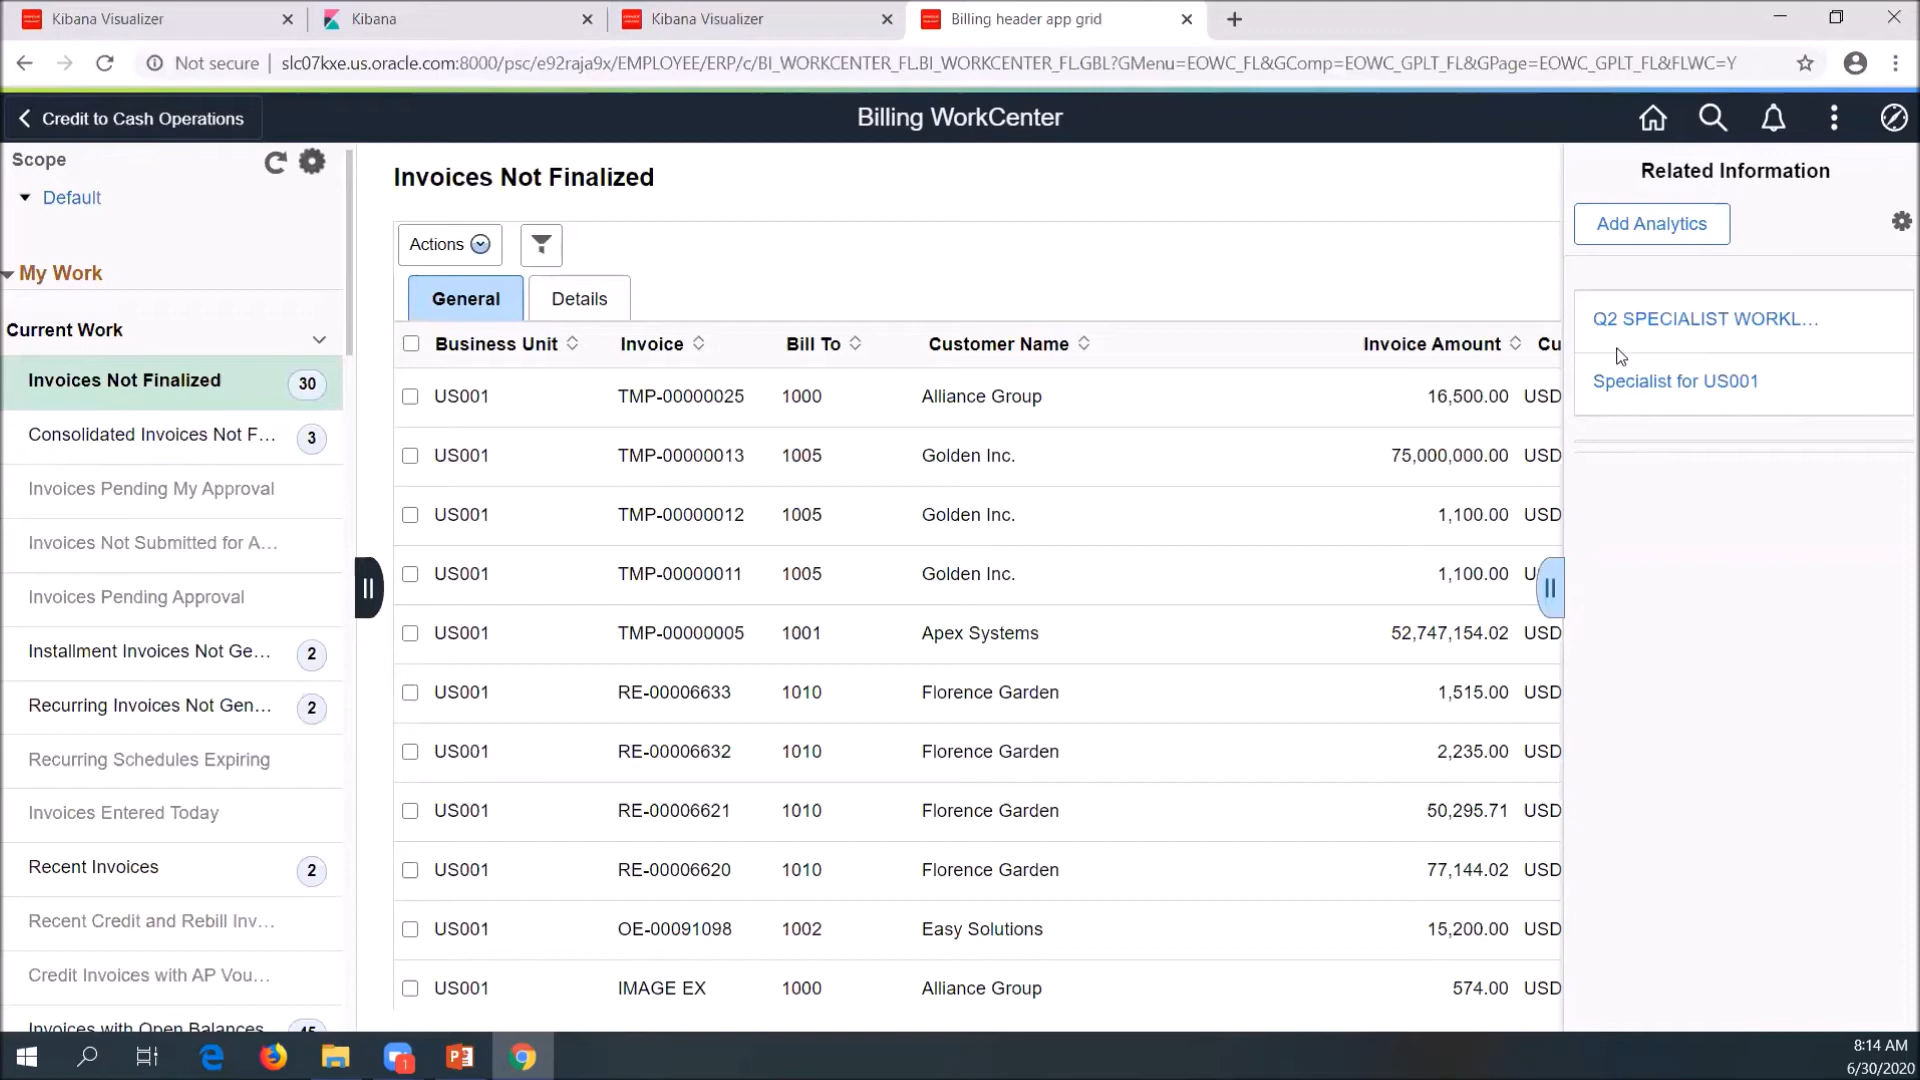 Kibana Visualizer
Kibana
Kibana Visualizer
Billing header app grid
Not secure | slc07kxe.us.oracle.com:8000/psc/e92raja9x/EMPLOYEE/ERP/c/BI_WORKCENTER_FL.BI_WORKCENTER_FL.GBL?GMenu=EOWC_FL&GComp=EOWC_GPLT_FL&GPage=EOWC_GPLT_FL&FLWC=Y
Credit to Cash Operations
Billing WorkCenter
Scope
Default
My Work
Current Work
Invoices Not Finalized 30
Consolidated Invoices Not F... 3
Invoices Pending My Approval
Invoices Not Submitted for A...
Invoices Pending Approval
Installment Invoices Not Ge... 2
Recurring Invoices Not Gen... 2
Recurring Schedules Expiring
Invoices Entered Today
Recent Invoices 2
Recent Credit and Rebill Inv...
Credit Invoices with AP Vou...
Invoices with Open Balances 45
Invoices Not Finalized
Actions
General Details
Business Unit Invoice Bill To Customer Name Invoice Amount Cu
US001 TMP-00000025 1000 Alliance Group 16,500.00 USD
US001 TMP-00000013 1005 Golden Inc. 75,000,000.00 USD
US001 TMP-00000012 1005 Golden Inc. 1,100.00 USD
US001 TMP-00000011 1005 Golden Inc. 1,100.00 U
US001 TMP-00000005 1001 Apex Systems 52,747,154.02 USD
US001 RE-00006633 1010 Florence Garden 1,515.00 USD
US001 RE-00006632 1010 Florence Garden 2,235.00 USD
US001 RE-00006621 1010 Florence Garden 50,295.71 USD
US001 RE-00006620 1010 Florence Garden 77,144.02 USD
US001 OE-00091098 1002 Easy Solutions 15,200.00 USD
US001 IMAGE EX 1000 Alliance Group 574.00 USD
Related Information
Add Analytics
Q2 SPECIALIST WORKL...
Specialist for US001
1
8:14 AM
6/30/2020